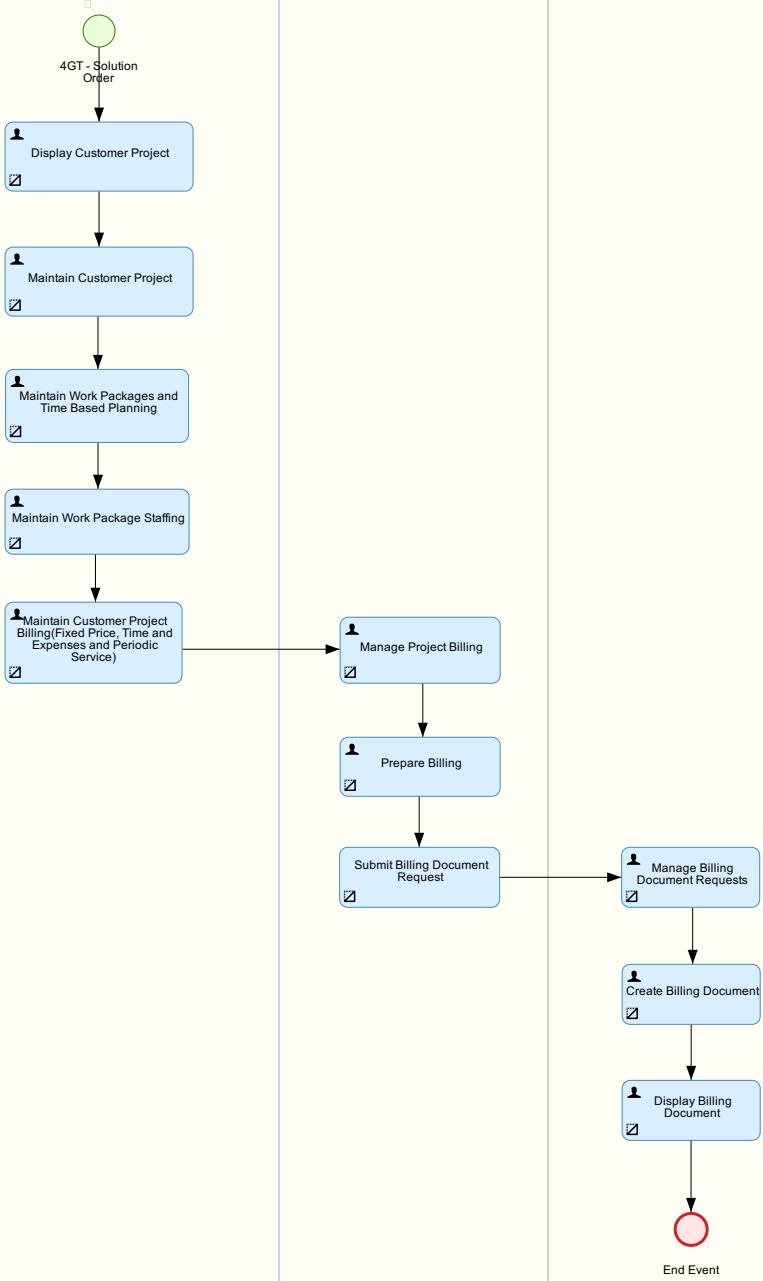 4GT - Solution
Order
Display Customer Project
Maintain Customer Project
Maintain Work Packages and
Time Based Planning
Maintain Work Package Staffing
Maintain Customer Project
Billing(Fixed Price, Time and
Expenses and Periodic
Service)
Manage Project Billing
Prepare Billing
Submit Billing Document
Request
Manage Billing
Document Requests
Create Billing Document
Display Billing
Document
End Event